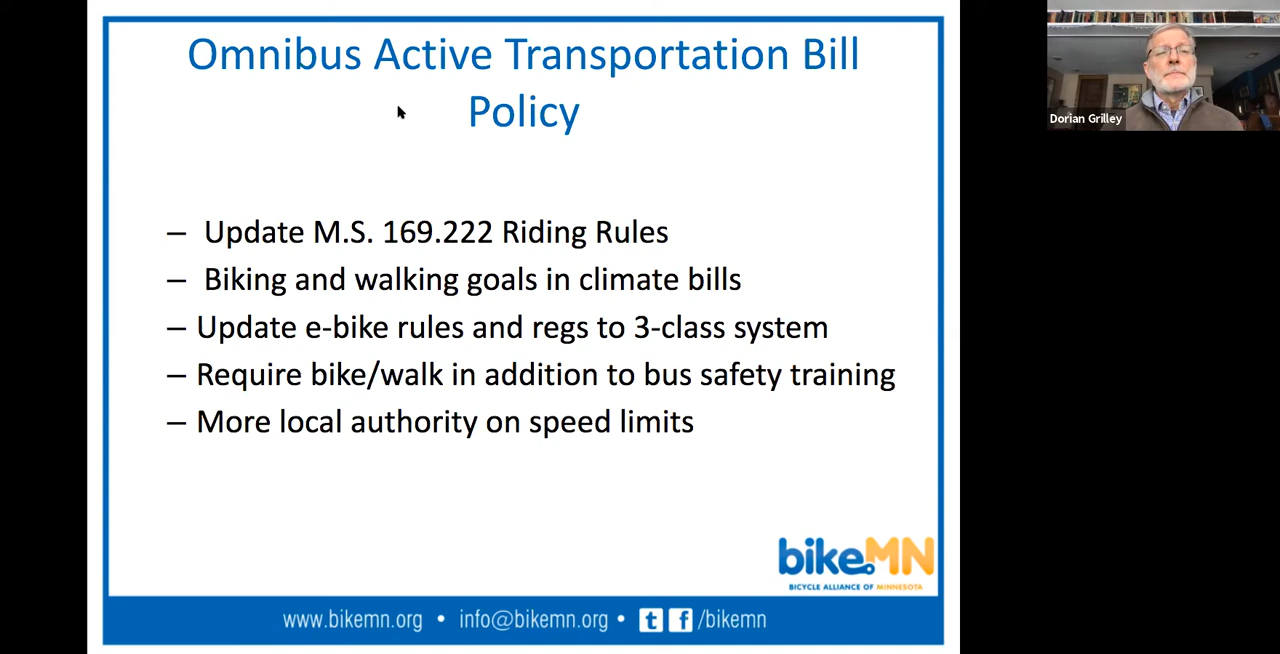 Omnibus Active Transportation Bill
Policy
– Update M.S. 169.222 Riding Rules
– Biking and walking goals in climate bills
– Update e-bike rules and regs to 3-class system
– Require bike/walk in addition to bus safety training
– More local authority on speed limits
bikeMN
BICYCLE ALLIANCE OF MINNESOTA
www.bikemn.org • info@bikemn.org • t f /bikemn
Dorian Grilley